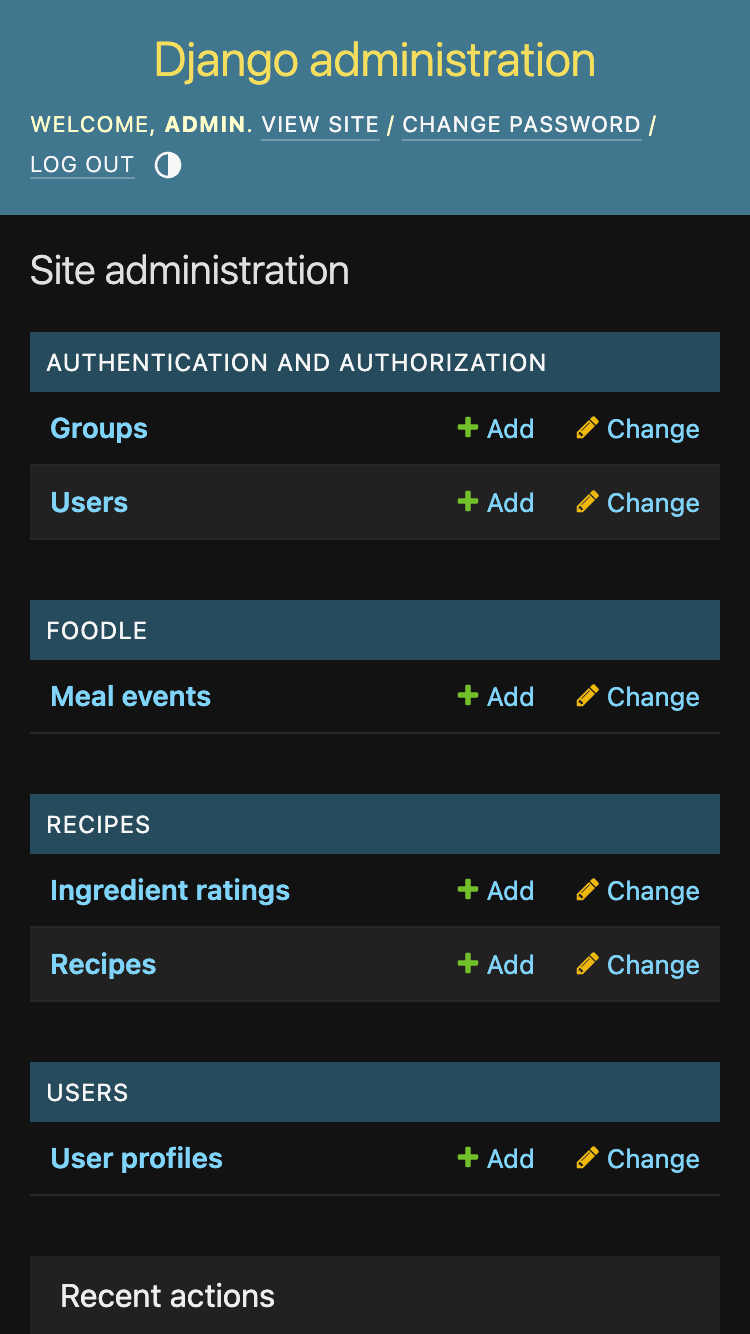 Django administration
WELCOME, ADMIN. VIEW SITE / CHANGE PASSWORD /
LOG OUT
Site administration
AUTHENTICATION AND AUTHORIZATION
Groups Add Change
Users Add Change
FOODLE
Meal events Add Change
RECIPES
Ingredient ratings Add Change
Recipes Add Change
USERS
User profiles Add Change
Recent actions